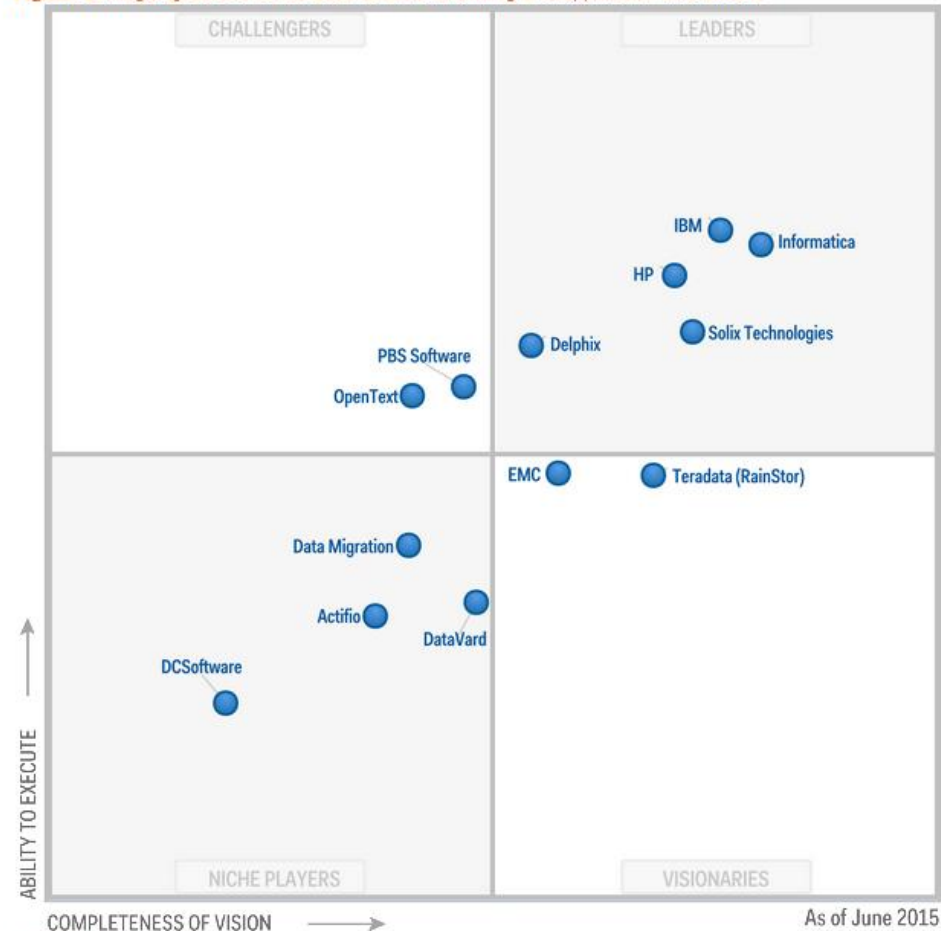 CHALLENGERS
LEADERS
IBM
Informatica
HP
Solix Technologies
Delphix
PBS Software
OpenText
EMC
Teradata (RainStor)
Data Migration
Actifio
DataVard
DCSoftware
ABILITY TO EXECUTE
NICHE PLAYERS
VISIONARIES
COMPLETENESS OF VISION
As of June 2015